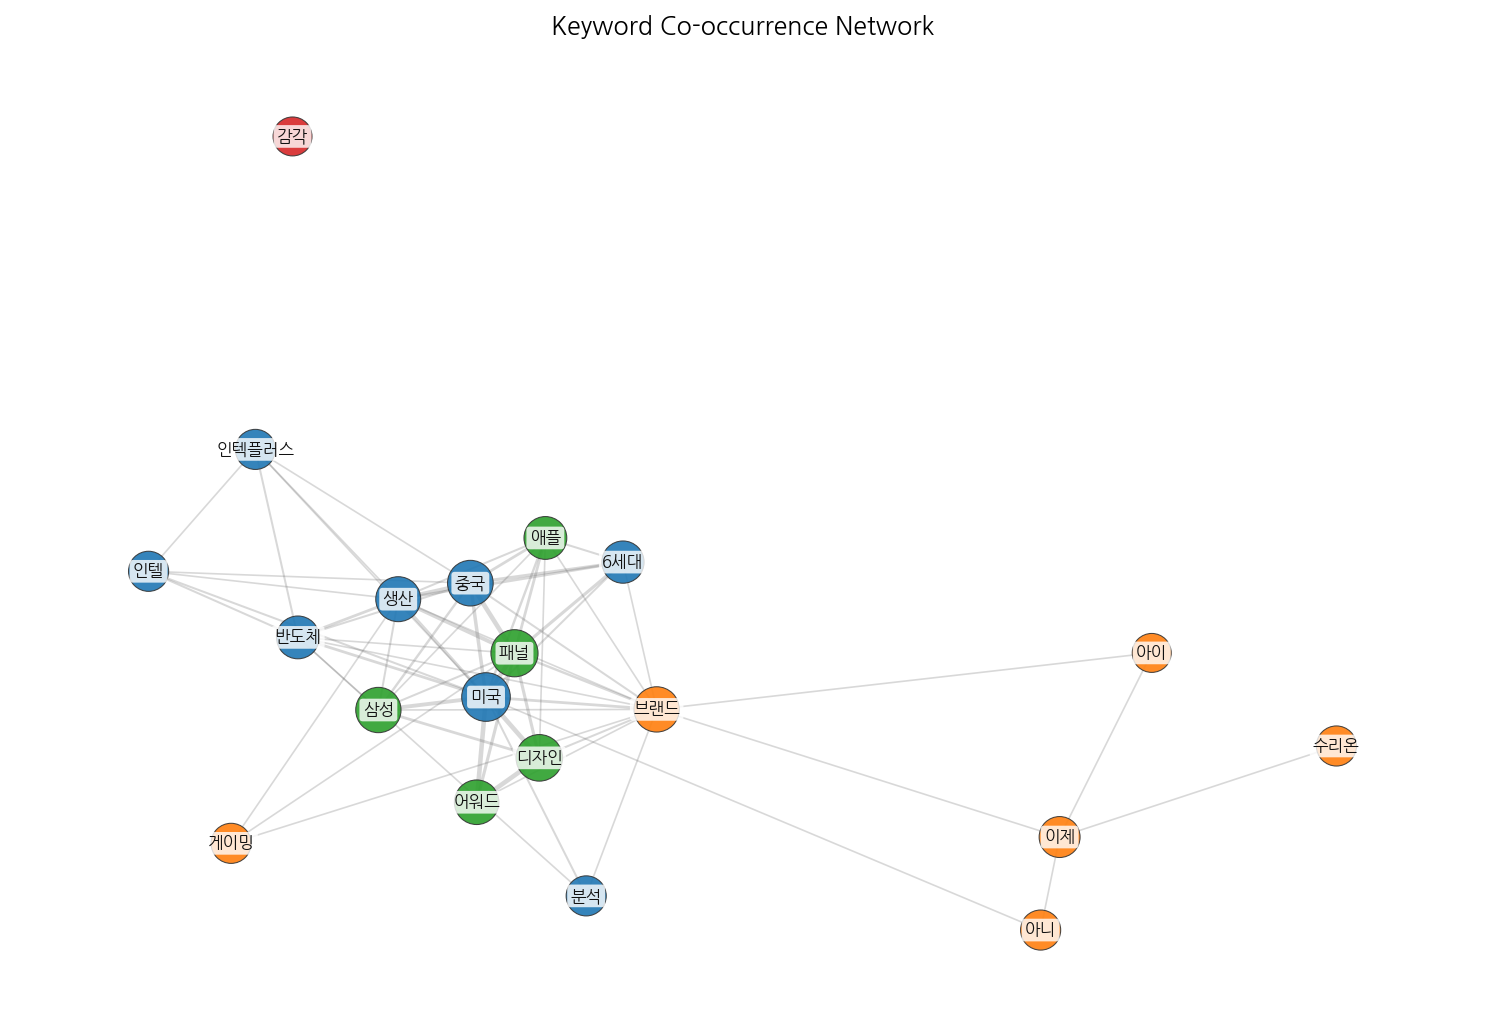 Keyword Co-occurrence Network
감각
인텍플러스
애플
6세대
인텔
중국
생산
반도체
패널
아이
미국
삼성
브랜드
수리온
디자인
어워드
게이밍
이제
분석
아니